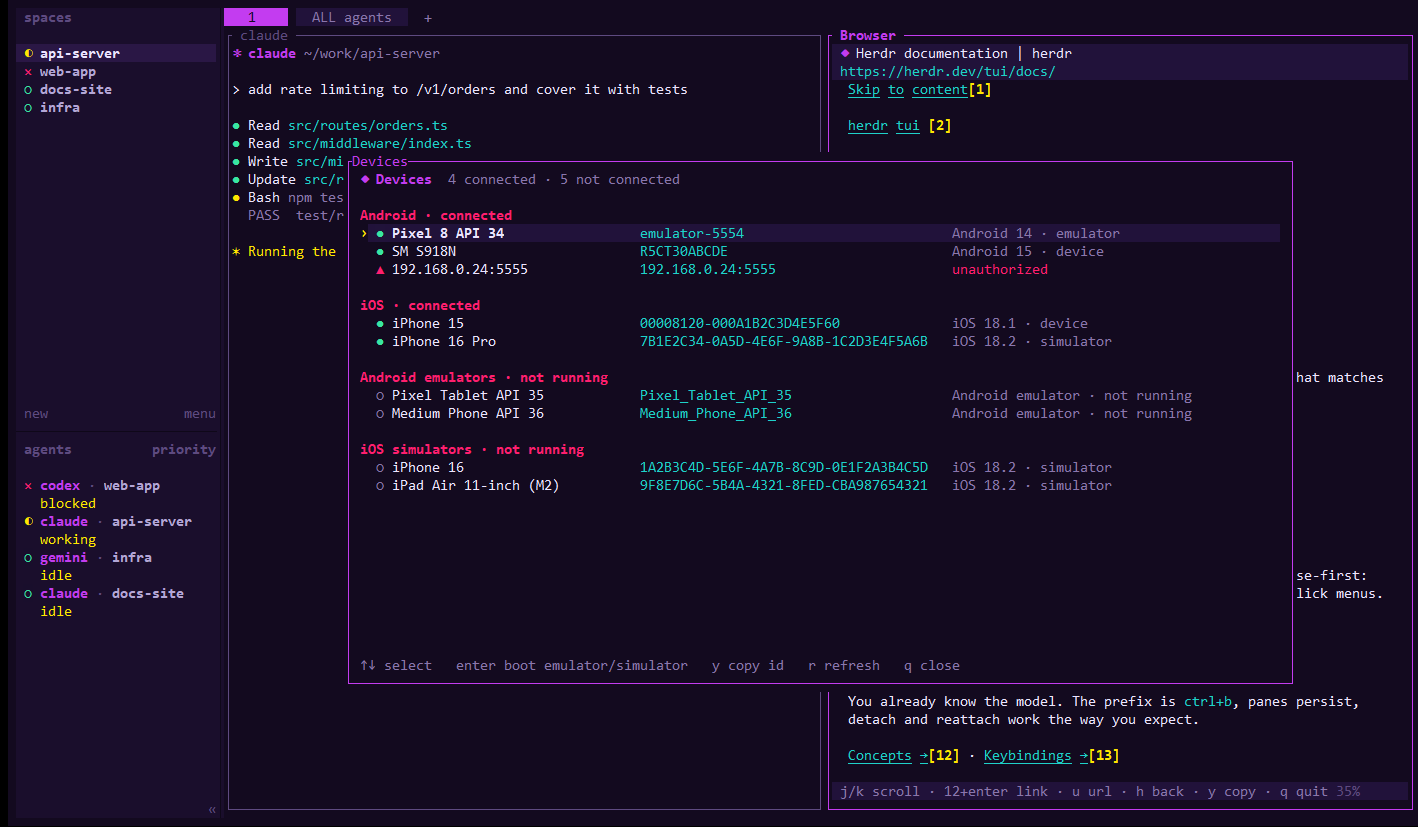 spaces
◐ api-server
× web-app
○ docs-site
○ infra
new menu
agents priority
× codex · web-app
blocked
◐ claude · api-server
working
○ gemini · infra
idle
○ claude · docs-site
idle
«
1 ALL agents +
claude
✻ claude ~/work/api-server
> add rate limiting to /v1/orders and cover it with tests
● Read src/routes/orders.ts
● Read src/middleware/index.ts
● Write src/mi
● Update src/r
● Bash npm tes
PASS test/r
✶ Running the
Devices
◆ Devices 4 connected · 5 not connected
Android · connected
› ● Pixel 8 API 34 emulator-5554 Android 14 · emulator
● SM S918N R5CT30ABCDE Android 15 · device
▲ 192.168.0.24:5555 192.168.0.24:5555 unauthorized
iOS · connected
● iPhone 15 00008120-000A1B2C3D4E5F60 iOS 18.1 · device
● iPhone 16 Pro 7B1E2C34-0A5D-4E6F-9A8B-1C2D3E4F5A6B iOS 18.2 · simulator
Android emulators · not running
○ Pixel Tablet API 35 Pixel_Tablet_API_35 Android emulator · not running
○ Medium Phone API 36 Medium_Phone_API_36 Android emulator · not running
iOS simulators · not running
○ iPhone 16 1A2B3C4D-5E6F-4A7B-8C9D-0E1F2A3B4C5D iOS 18.2 · simulator
○ iPad Air 11-inch (M2) 9F8E7D6C-5B4A-4321-8FED-CBA987654321 iOS 18.2 · simulator
↑↓ select enter boot emulator/simulator y copy id r refresh q close
Browser
◆ Herdr documentation | herdr
https://herdr.dev/tui/docs/
Skip to content[1]
herdr tui [2]
hat matches
se-first:
lick menus.
You already know the model. The prefix is ctrl+b, panes persist,
detach and reattach work the way you expect.
Concepts →[12] · Keybindings →[13]
j/k scroll · 12+enter link · u url · h back · y copy · q quit 35%